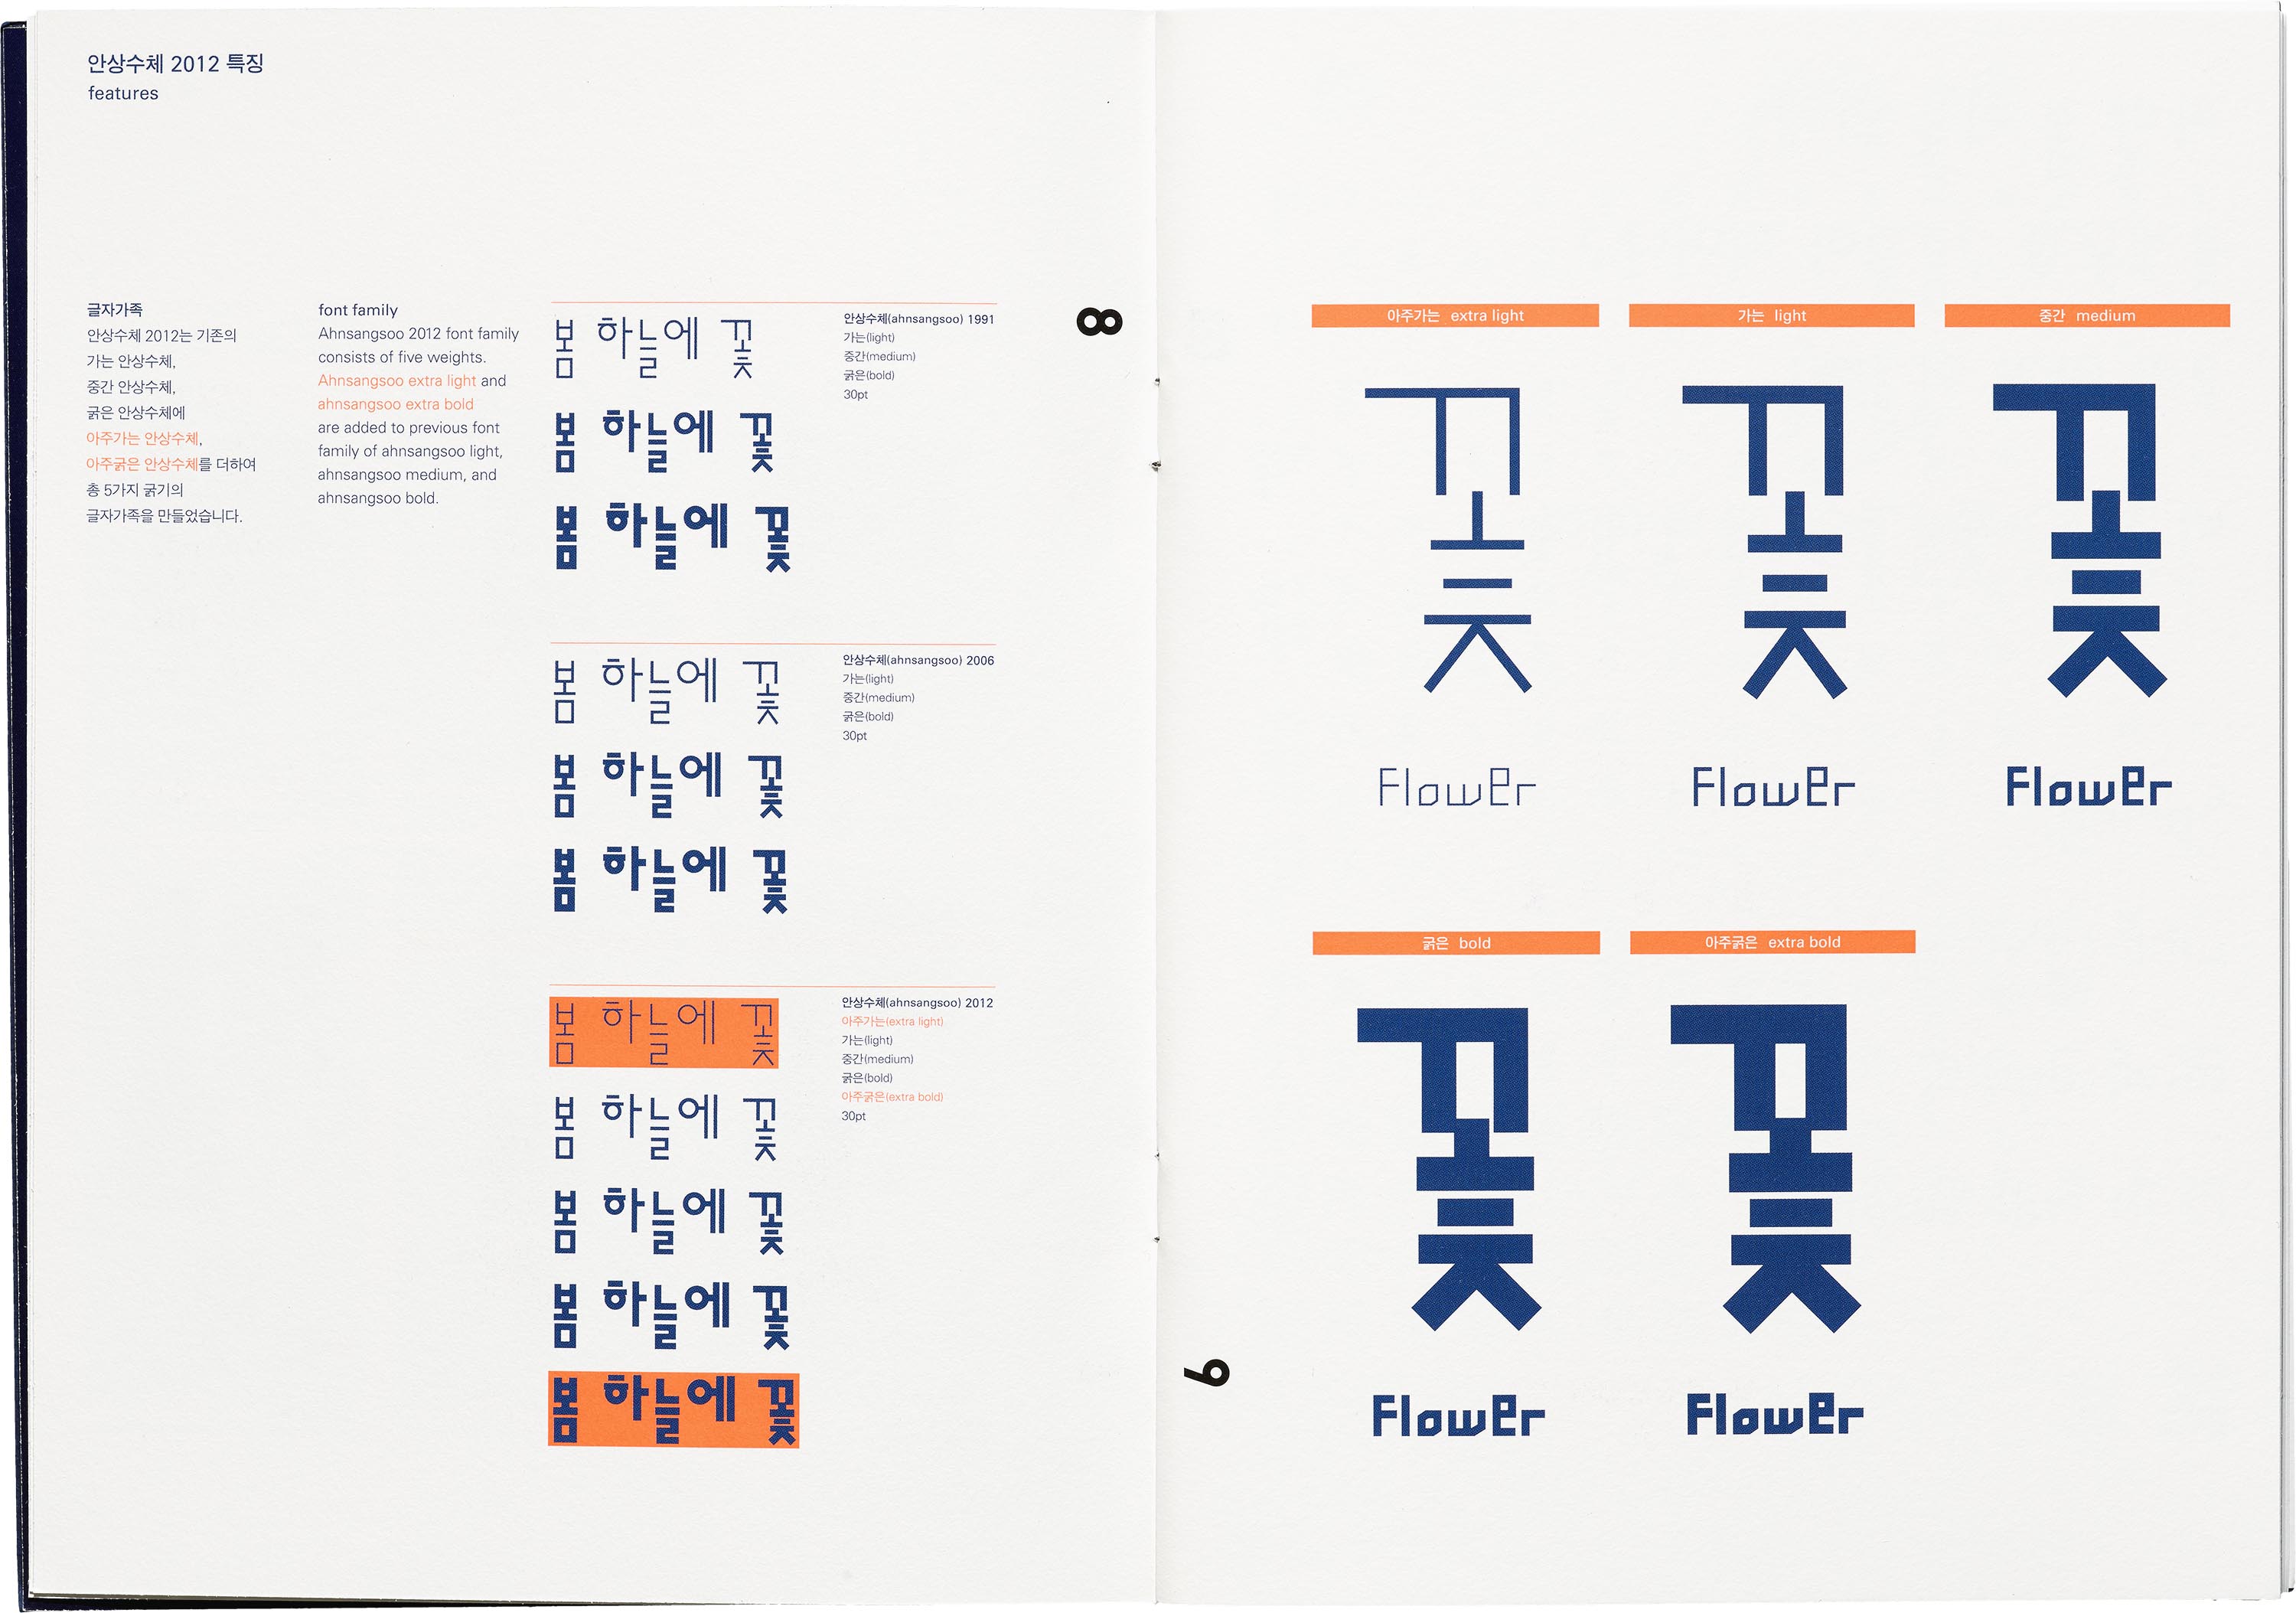 안상수체 2012 특징
features
글자가족
안상수체 2012는 기존의
가는 안상수체,
중간 안상수체,
굵은 안상수체에
아주가는 안상수체,
아주굵은 안상수체를 더하여
총 5가지 굵기의
글자가족을 만들었습니다.
font family
Ahnsangsoo 2012 font family
consists of five weights.
Ahnsangsoo extra light and
ahnsangsoo extra bold
are added to previous font
family of ahnsangsoo light,
ahnsangsoo medium, and
ahnsangsoo bold.
봄 하늘에 꽃
봄 하늘에 꽃
봄 하늘에 꽃
안상수체(ahnsangsoo) 1991
가는(light)
중간(medium)
굵은(bold)
30pt
봄 하늘에 꽃
봄 하늘에 꽃
봄 하늘에 꽃
안상수체(ahnsangsoo) 2006
가는(light)
중간(medium)
굵은(bold)
30pt
봄 하늘에 꽃
봄 하늘에 꽃
봄 하늘에 꽃
봄 하늘에 꽃
봄 하늘에 꽃
안상수체(ahnsangsoo) 2012
아주가는(extra light)
가는(light)
중간(medium)
굵은(bold)
아주굵은(extra bold)
30pt
8
아주가는 extra light
꽃
Flower
가는 light
꽃
Flower
중간 medium
꽃
Flower
굵은 bold
꽃
Flower
아주굵은 extra bold
꽃
Flower
9